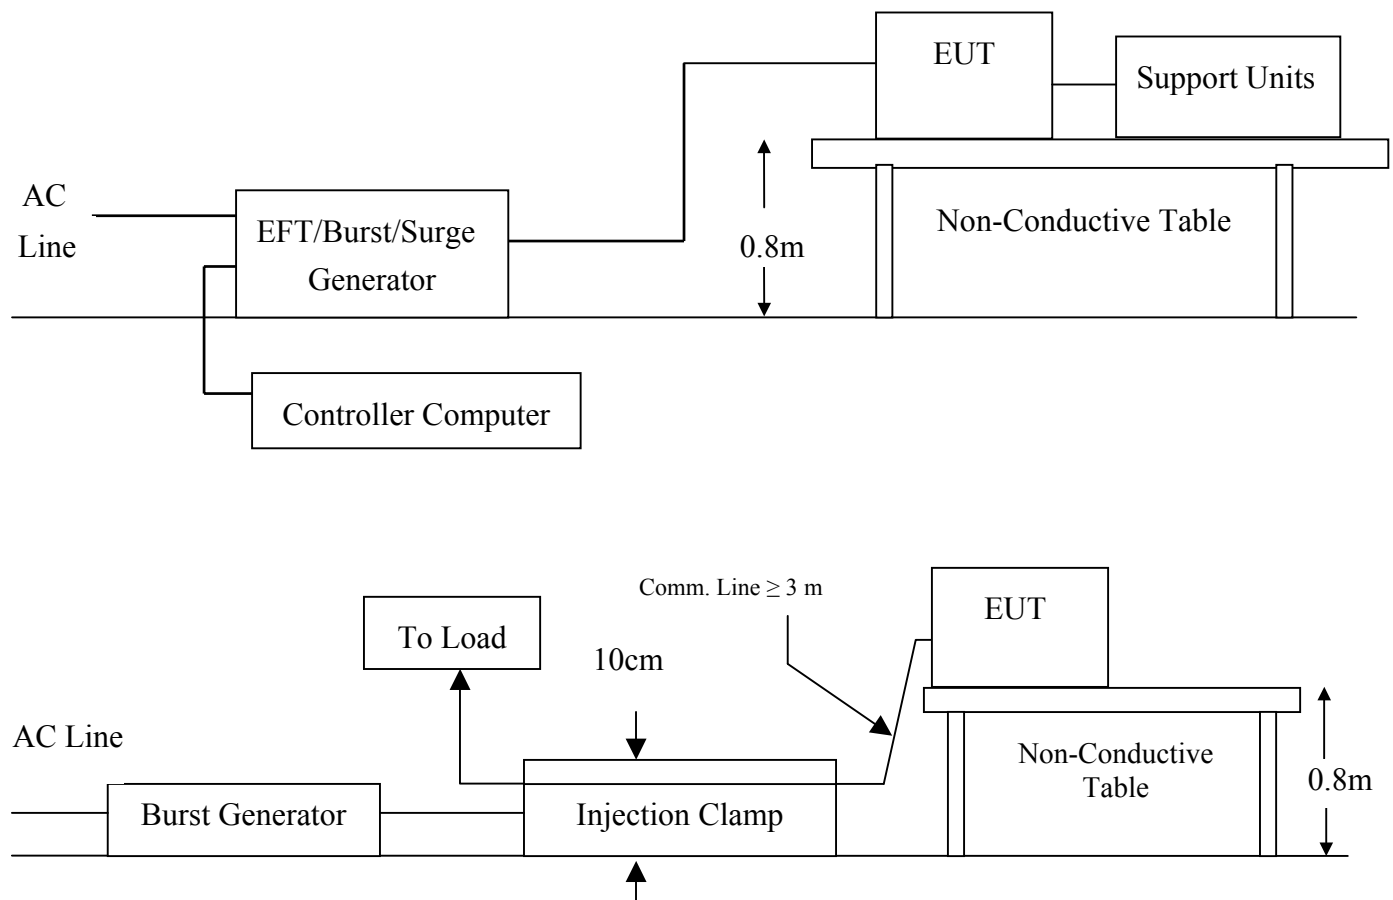 EUT
Support Units
AC
Line
EFT/Burst/Surge
Generator
0.8m
Non-Conductive Table
Controller Computer
Comm. Line ≥ 3 m
EUT
To Load
10cm
AC Line
Non-Conductive
Table
0.8m
Burst Generator
Injection Clamp